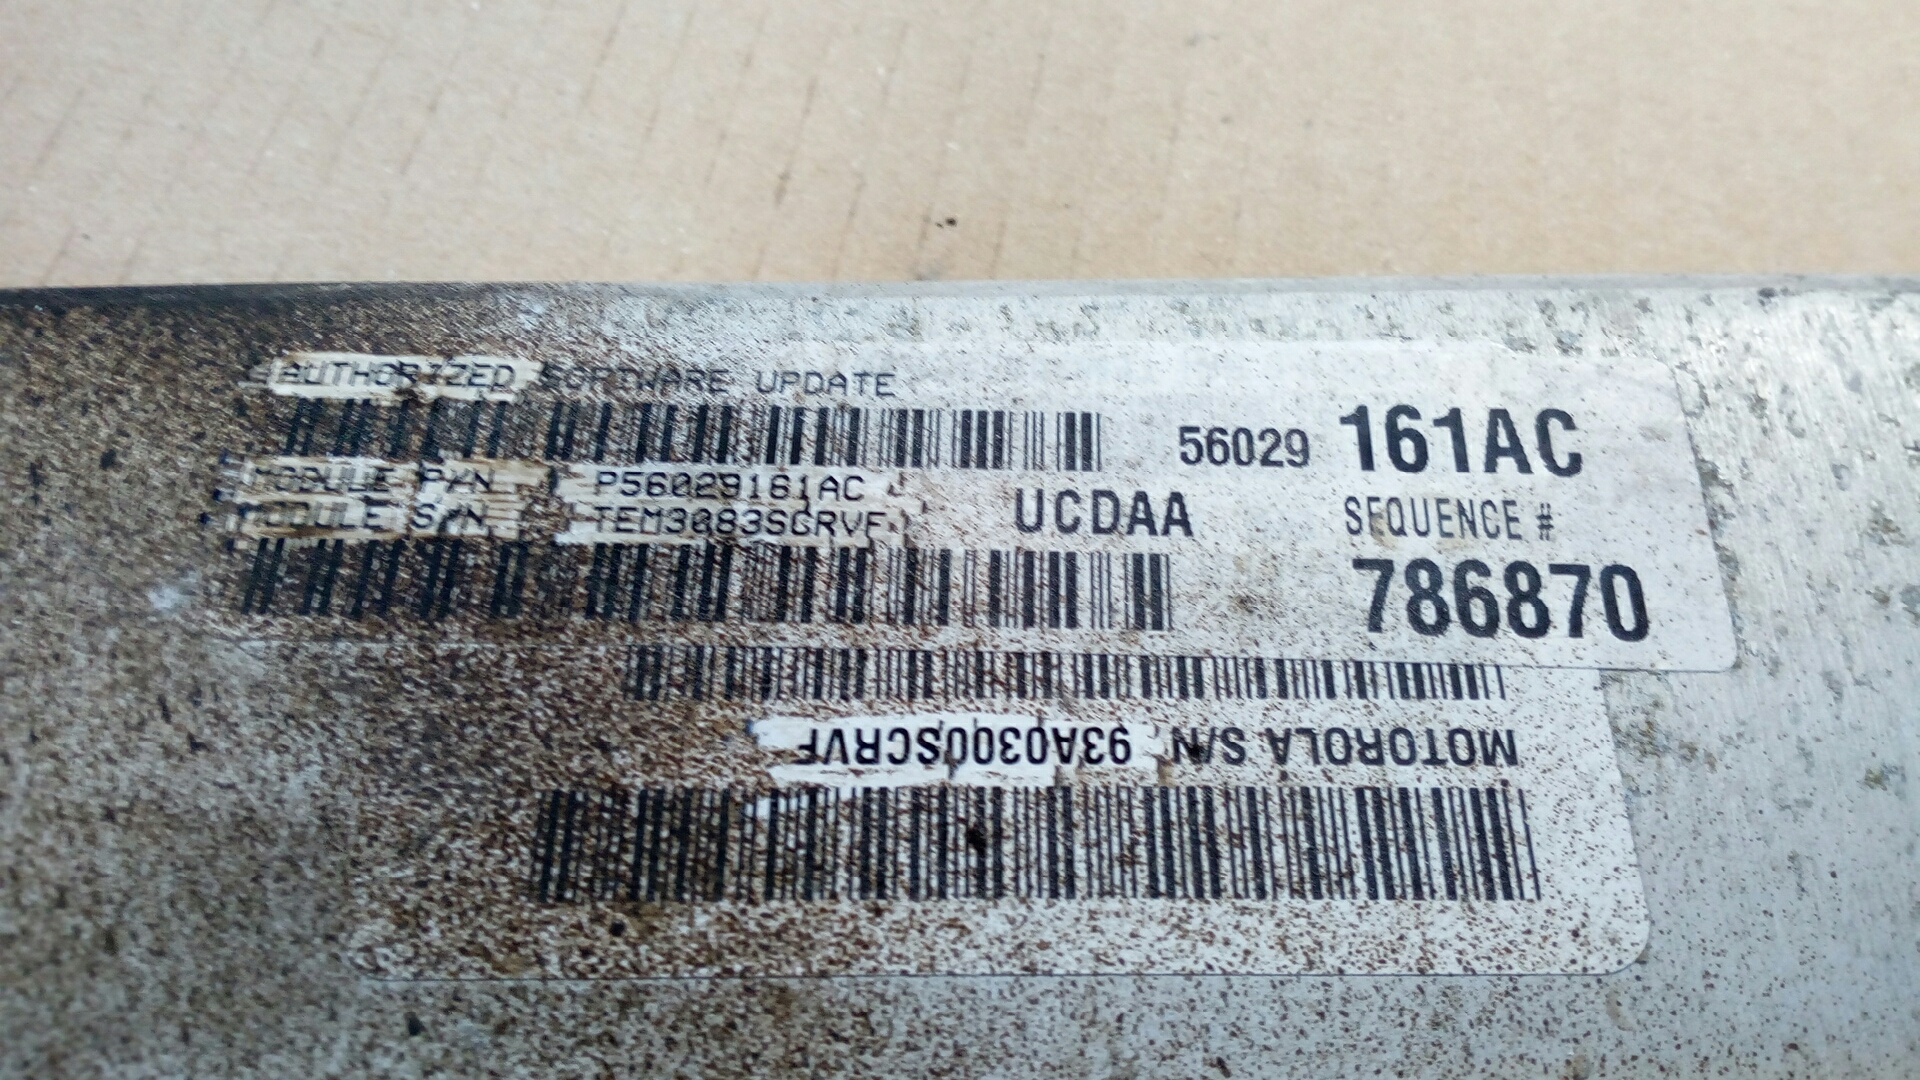 AUTHORIZED SOFTWARE UPDATE
56029 161AC
MODULE P/N P56029161AC
MODULE S/N TEM3083SCRVF
UCDAA
SEQUENCE #
786870
MOTOROLA S/N 93A0300SCRVF